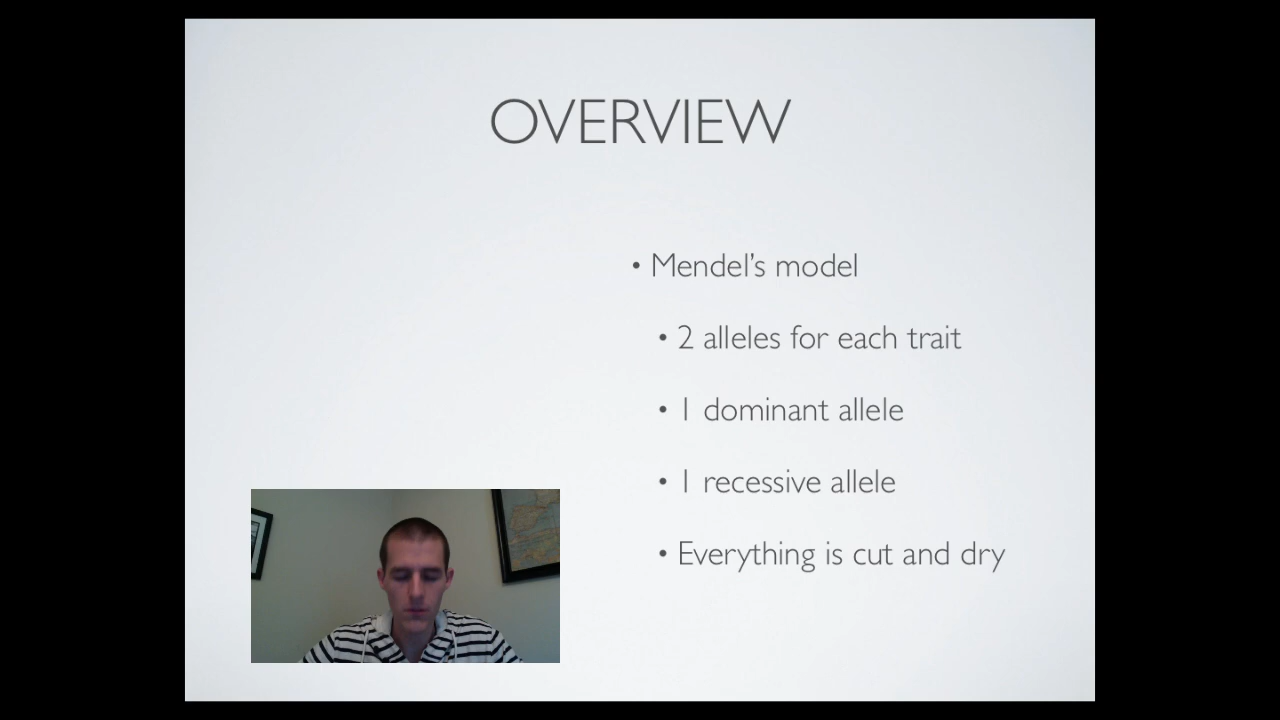 OVERVIEW
• Mendel’s model
• 2 alleles for each trait
• 1 dominant allele
• 1 recessive allele
• Everything is cut and dry